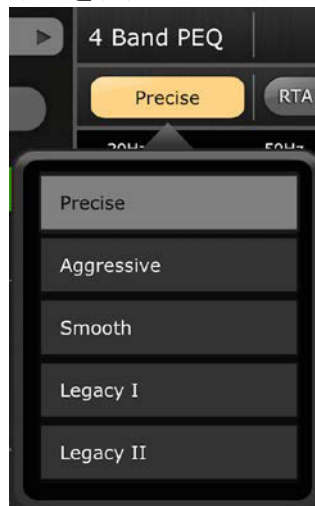 4 Band PEQ
Precise
RTA
Precise
Aggressive
Smooth
Legacy I
Legacy II